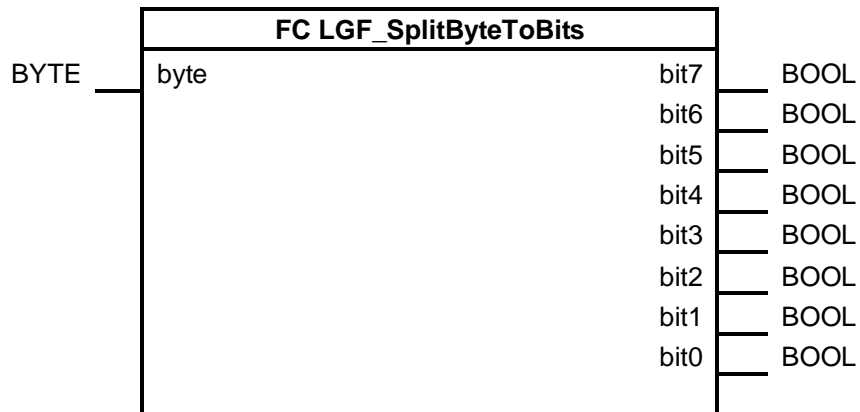 FC LGF_SplitByteToBits
BYTE byte bit7 BOOL
bit6 BOOL
bit5 BOOL
bit4 BOOL
bit3 BOOL
bit2 BOOL
bit1 BOOL
bit0 BOOL